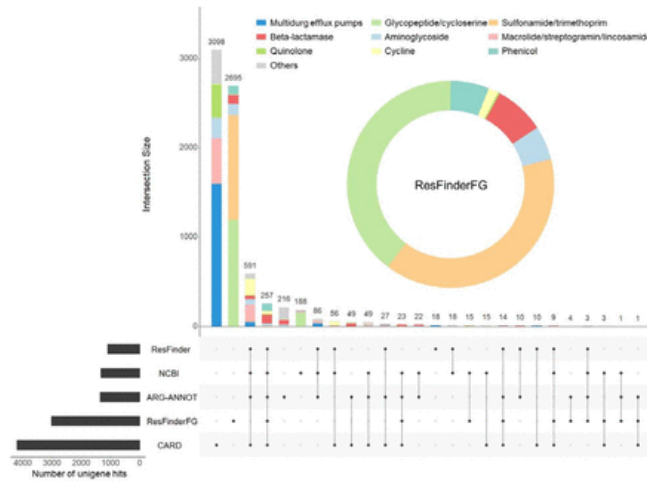 Multidurg efflux pumps
Glycopeptide/cycloserine
Sulfonamide/trimethoprim
Beta-lactamase
Aminoglycoside
Macrolide/streptogramin/lincosamide
Quinolone
Cycline
Phenicol
Others
Intersection Size
3000
2000
1000
0
3098
2695
591
257
216
188
86
56
49
49
27
23
22
18
18
15
15
14
10
10
9
4
3
3
1
1
ResFinderFG
ResFinder
NCBI
ARG-ANNOT
ResFinderFG
CARD
4000 3000 2000 1000 0
Number of unigene hits